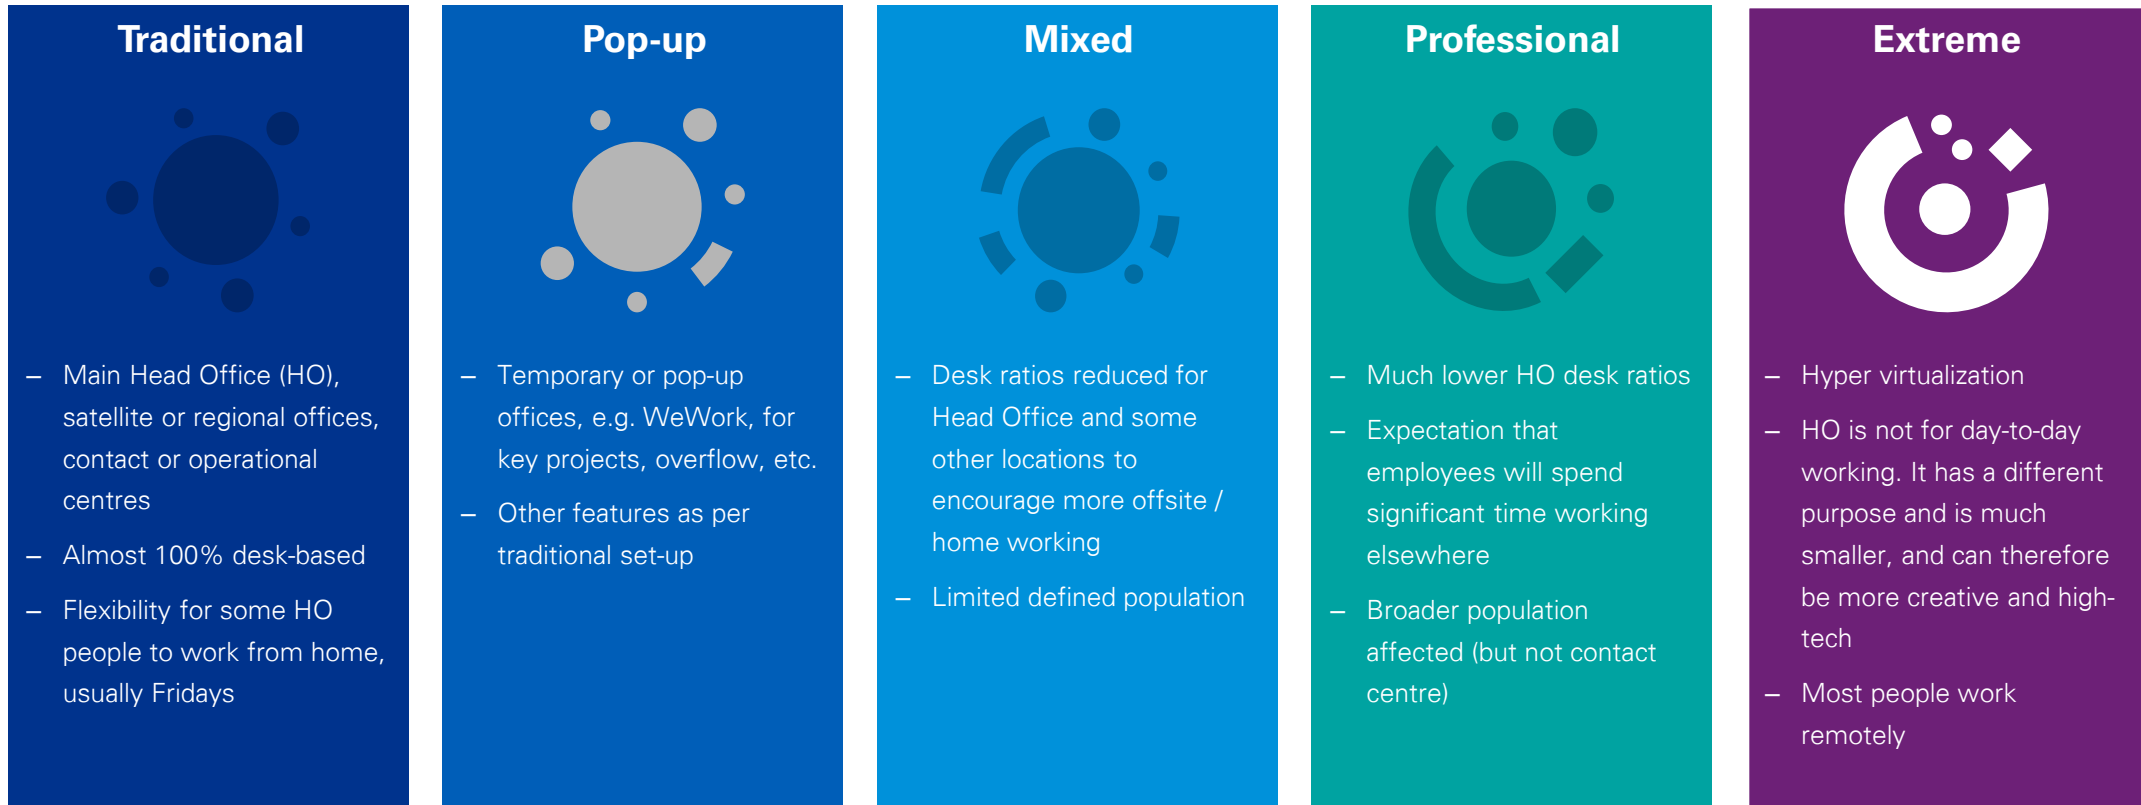 Traditional
– Main Head Office (HO),
satellite or regional offices,
contact or operational
centres
– Almost 100% desk-based
– Flexibility for some HO
people to work from home,
usually Fridays
Pop-up
– Temporary or pop-up
offices, e.g. WeWork, for
key projects, overflow, etc.
– Other features as per
traditional set-up
Mixed
– Desk ratios reduced for
Head Office and some
other locations to
encourage more offsite /
home working
– Limited defined population
Professional
– Much lower HO desk ratios
– Expectation that
employees will spend
significant time working
elsewhere
– Broader population
affected (but not contact
centre)
Extreme
– Hyper virtualization
– HO is not for day-to-day
working. It has a different
purpose and is much
smaller, and can therefore
be more creative and high-
tech
– Most people work
remotely